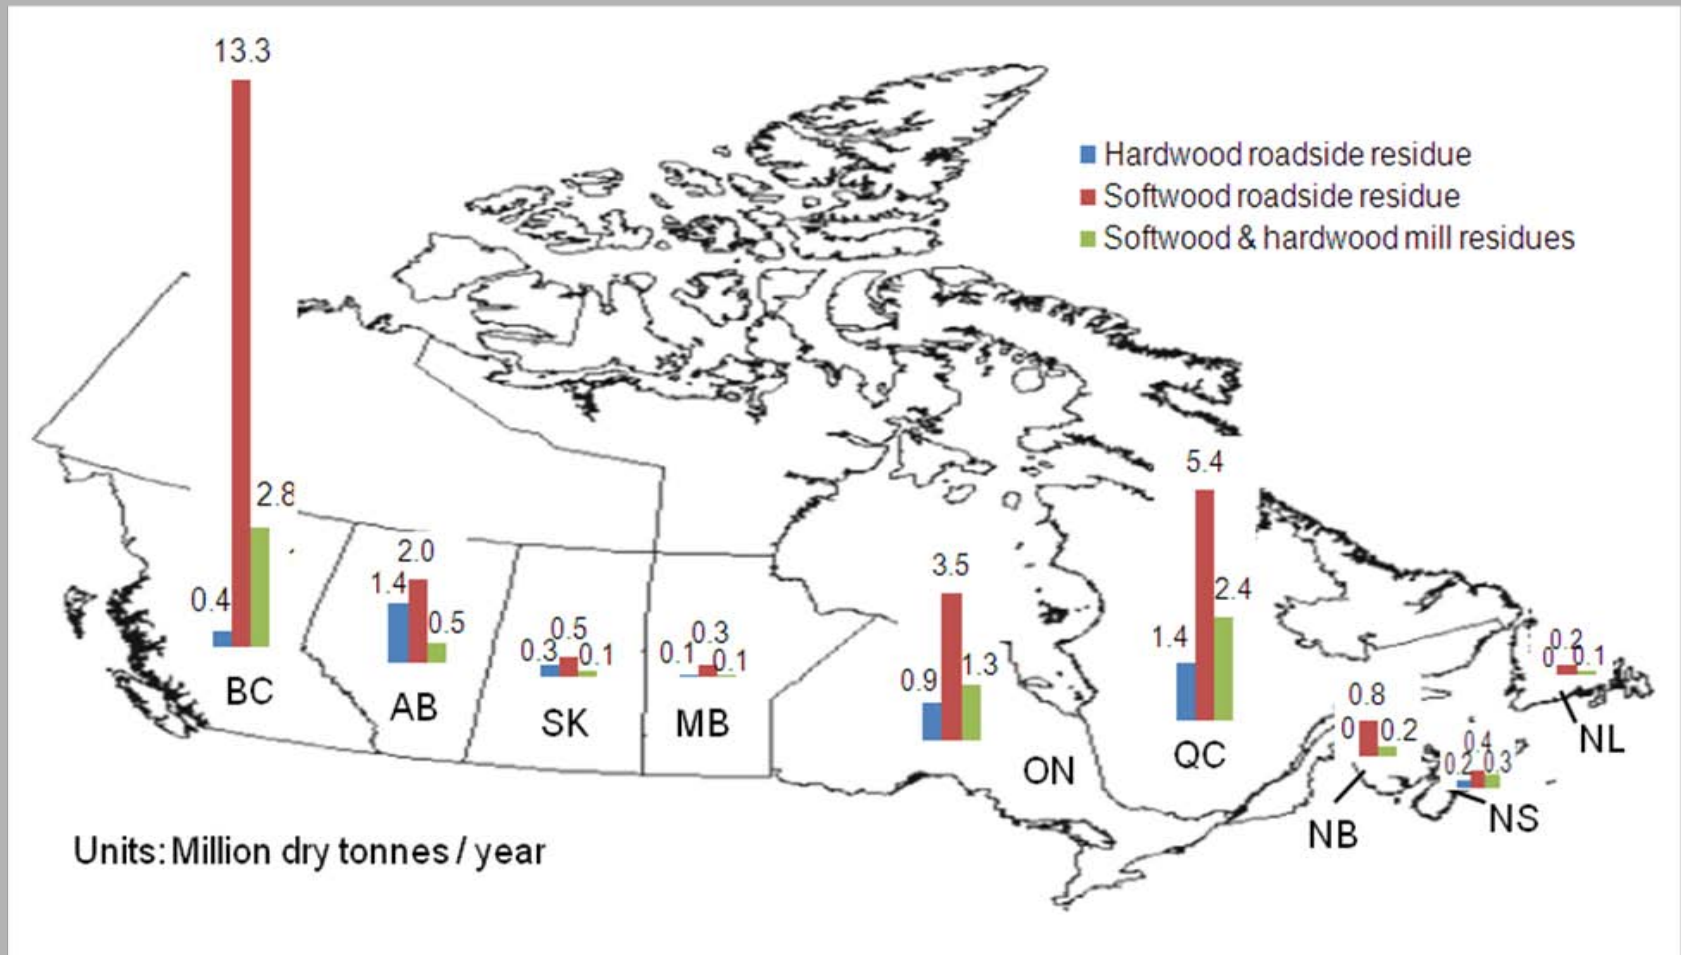 13.3
Hardwood roadside residue
Softwood roadside residue
Softwood & hardwood mill residues
2.8
0.4
BC
2.0
1.4
0.5
AB
0.5
0.3
0.1
SK
0.3
0.1
0.1
MB
3.5
0.9
1.3
ON
5.4
1.4
2.4
QC
0.8
0
0.2
NB
0.4
0.2
0.3
NS
0.2
0
0.1
NL
Units: Million dry tonnes / year